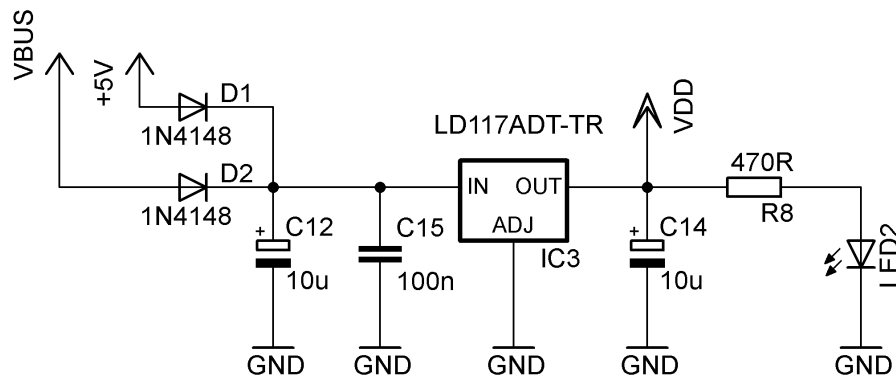 VBUS
+5V
D1
1N4148
D2
1N4148
LD117ADT-TR
IN
OUT
ADJ
IC3
VDD
470R
R8
+
C12
10u
C15
100n
+
C14
10u
LED2
GND
GND
GND
GND
GND